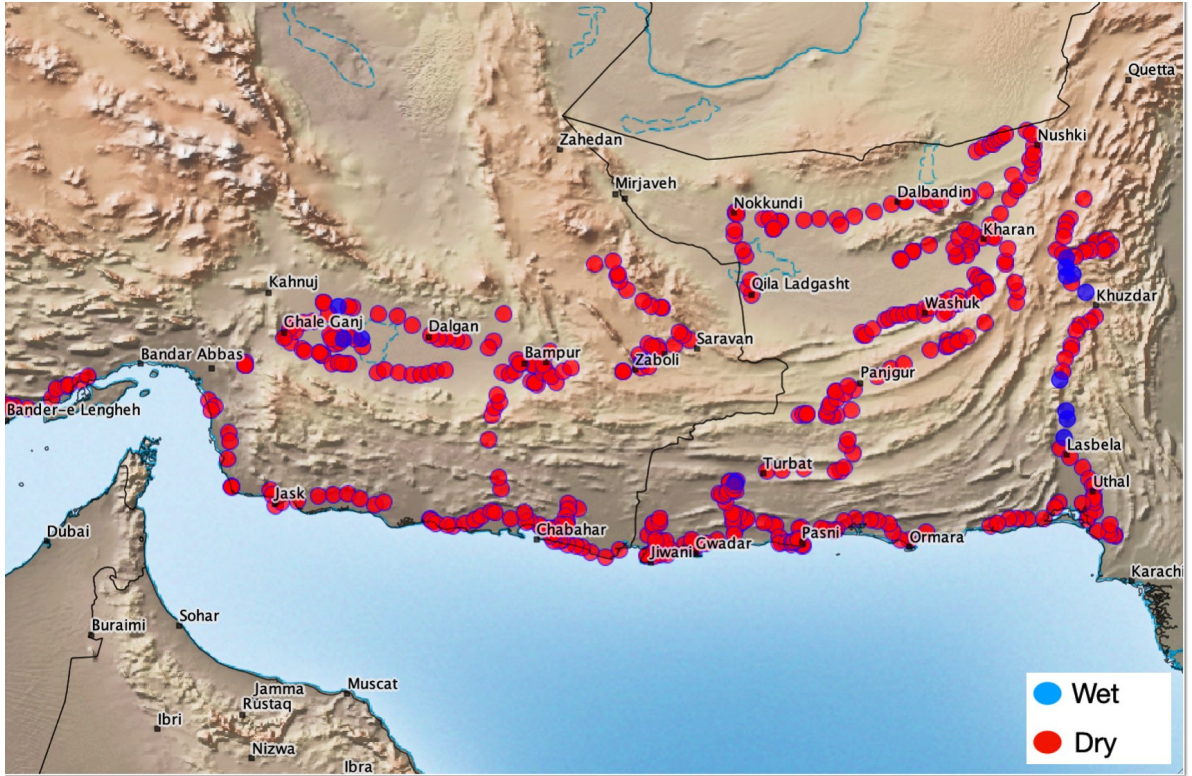 Quetta
Zahedan
Nushki
Mirjaveh
Dalbandin
Nokkundi
Kharan
Kahnuj
Qila Ladgasht
Khuzdar
Washuk
Ghale Ganj
Dalgan
Saravan
Bandar Abbas
Bampur
Zaboli
Panjgur
Bander-e Lengheh
Lasbela
Turbat
Uthal
Jask
Dubai
Chabahar
Pasni
Ormara
Gwadar
Jiwani
Karachi
Sohar
Buraimi
Muscat
Jamma
Rustaq
Ibri
Nizwa
Ibra
Wet
Dry